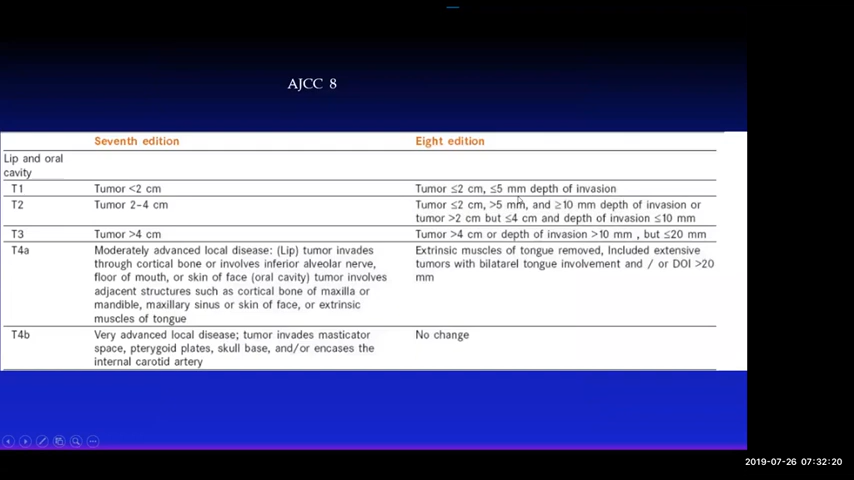 AJCC 8
Seventh edition Eight edition
Lip and oral
cavity
T1 Tumor <2 cm Tumor ≤2 cm, ≤5 mm depth of invasion
T2 Tumor 2–4 cm Tumor ≤2 cm, >5 mm, and ≥10 mm depth of invasion or
tumor >2 cm but ≤4 cm and depth of invasion ≤10 mm
T3 Tumor >4 cm Tumor >4 cm or depth of invasion >10 mm , but ≤20 mm
T4a Moderately advanced local disease: (Lip) tumor invades Extrinsic muscles of tongue removed, Included extensive
through cortical bone or involves inferior alveolar nerve, tumors with bilatarel tongue involvement and / or DOI >20
floor of mouth, or skin of face (oral cavity) tumor involves mm
adjacent structures such as cortical bone of maxilla or
mandible, maxillary sinus or skin of face, or extrinsic
muscles of tongue
T4b Very advanced local disease; tumor invades masticator No change
space, pterygoid plates, skull base, and/or encases the
internal carotid artery
2019-07-26 07:32:20